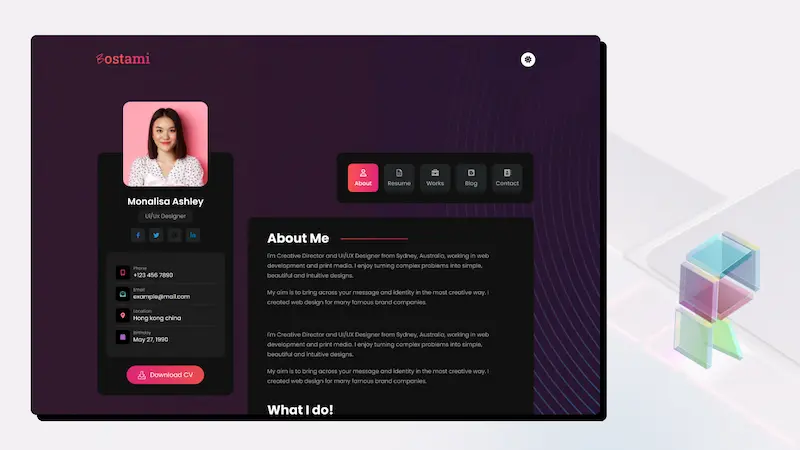 Bostami
Monalisa Ashley
Ui/Ux Designer
Phone
+123 456 7890
Email
example@mail.com
Location
Hong kong china
Birthday
May 27, 1990
Download CV
About
Resume
Works
Blog
Contact
About Me
I'm Creative Director and UI/UX Designer from Sydney, Australia, working in web
development and print media. I enjoy turning complex problems into simple,
beautiful and intuitive designs.
My aim is to bring across your message and identity in the most creative way. I
created web design for many famous brand companies.
I'm Creative Director and UI/UX Designer from Sydney, Australia, working in web
development and print media. I enjoy turning complex problems into simple,
beautiful and intuitive designs.
My aim is to bring across your message and identity in the most creative way. I
created web design for many famous brand companies.
What I do!